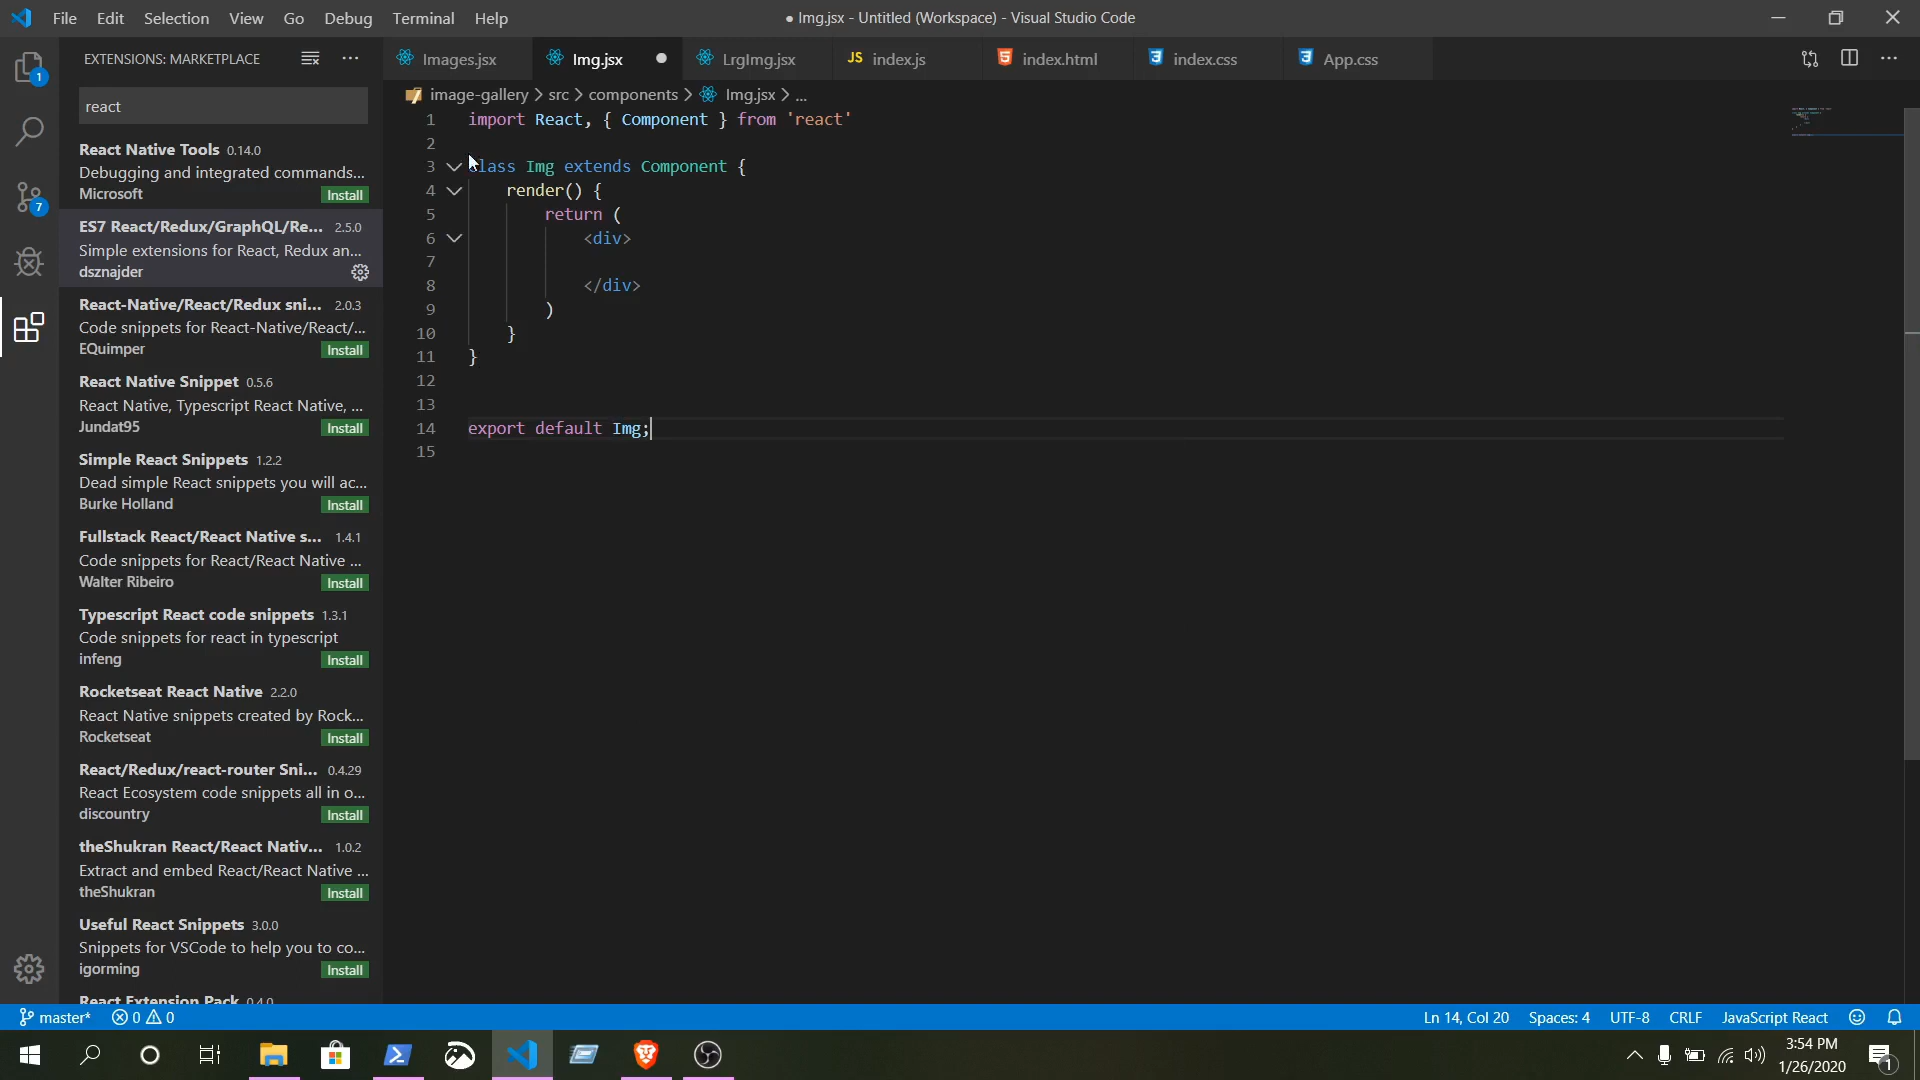 File Edit Selection View Go Debug Terminal Help
● Img.jsx - Untitled (Workspace) - Visual Studio Code
EXTENSIONS: MARKETPLACE
Images.jsx Img.jsx LrgImg.jsx JS index.js index.html index.css App.css
image-gallery > src > components > Img.jsx > ...
1
7
react
React Native Tools 0.14.0
Debugging and integrated commands...
Microsoft Install
ES7 React/Redux/GraphQL/Re... 2.5.0
Simple extensions for React, Redux an...
dsznajder
React-Native/React/Redux sni... 2.0.3
Code snippets for React-Native/React/...
EQuimper Install
React Native Snippet 0.5.6
React Native, Typescript React Native, ...
Jundat95 Install
Simple React Snippets 1.2.2
Dead simple React snippets you will ac...
Burke Holland Install
Fullstack React/React Native s... 1.4.1
Code snippets for React/React Native ...
Walter Ribeiro Install
Typescript React code snippets 1.3.1
Code snippets for react in typescript
infeng Install
Rocketseat React Native 2.2.0
React Native snippets created by Rock...
Rocketseat Install
React/Redux/react-router Sni... 0.4.29
React Ecosystem code snippets all in o...
discountry Install
theShukran React/React Nativ... 1.0.2
Extract and embed React/React Native ...
theShukran Install
Useful React Snippets 3.0.0
Snippets for VSCode to help you to co...
igorming Install
React Extension Pack 0.4.0
1 import React, { Component } from 'react'
2
3 class Img extends Component {
4 render() {
5 return (
6 <div>
7
8 </div>
9 )
10 }
11 }
12
13
14 export default Img;
15
master* 0 0
Ln 14, Col 20 Spaces: 4 UTF-8 CRLF JavaScript React
3:54 PM
1/26/2020
1